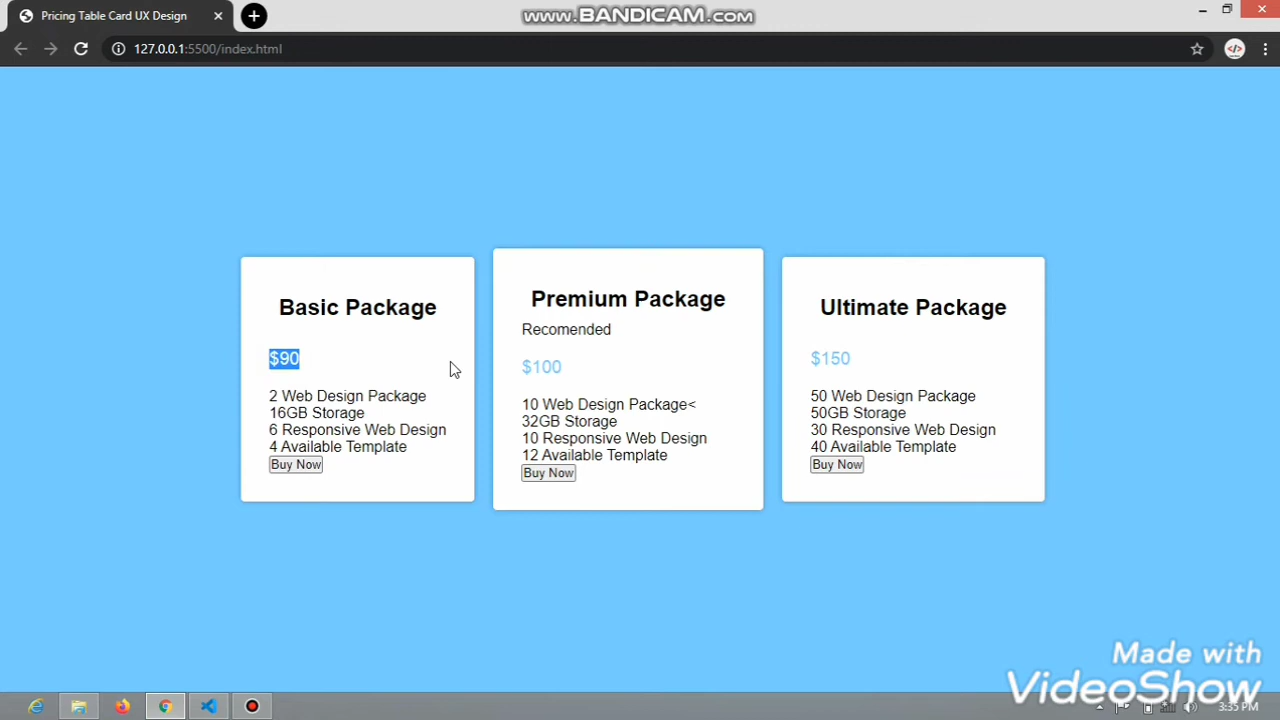 Pricing Table Card UX Design
www.BANDICAM.com
127.0.0.1:5500/index.html
Basic Package
$90
2 Web Design Package
16GB Storage
6 Responsive Web Design
4 Available Template
Buy Now
Premium Package
Recomended
$100
10 Web Design Package<
32GB Storage
10 Responsive Web Design
12 Available Template
Buy Now
Ultimate Package
$150
50 Web Design Package
50GB Storage
30 Responsive Web Design
40 Available Template
Buy Now
Made with
VideoShow
3:35 PM